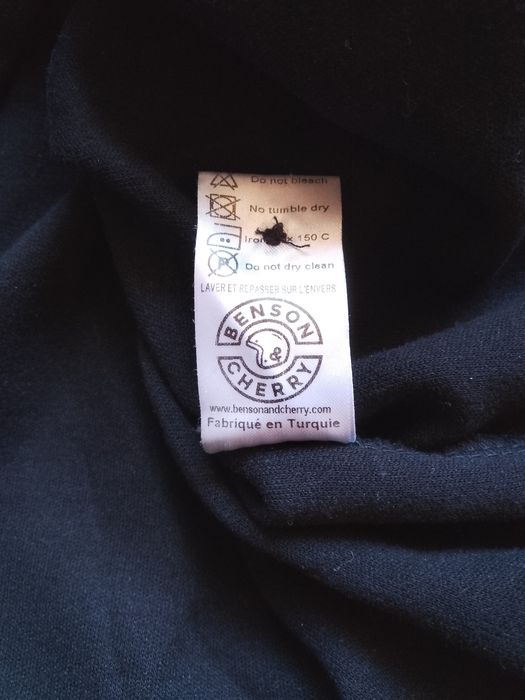 Do not bleach
No tumble dry
150 C
Do not dry clean
LAVER ET REPASSER SUR L'ENVERS
BENSON
&
CHERRY
www.bensonandcherry.com
Fabriqué en Turquie